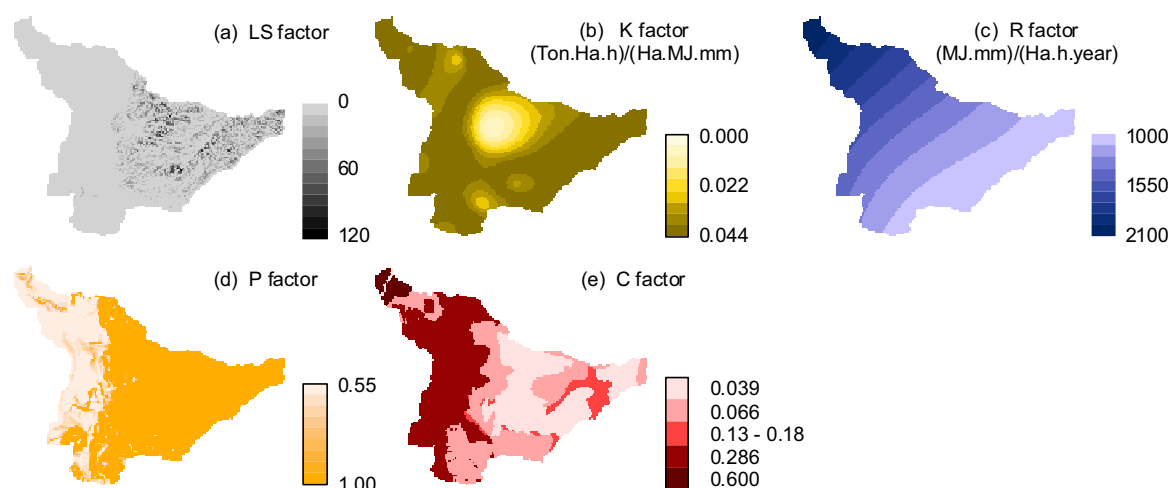 (a) LS factor
0
60
120
(b) K factor
(Ton.Ha.h)/(Ha.MJ.mm)
0.000
0.022
0.044
(c) R factor
(MJ.mm)/(Ha.h.year)
1000
1550
2100
(d) P factor
0.55
1.00
(e) C factor
0.039
0.066
0.13 - 0.18
0.286
0.600